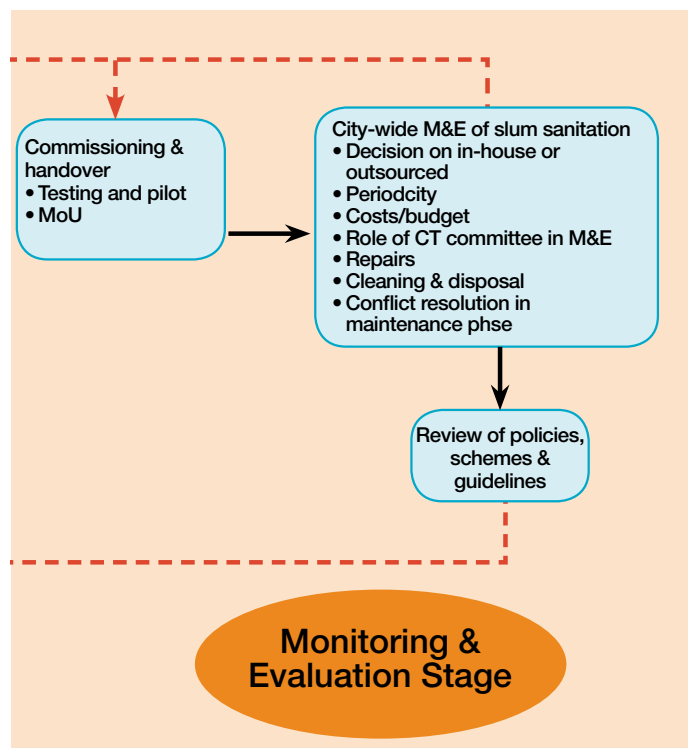 Commissioning &
handover
• Testing and pilot
• MoU
City-wide M&E of slum sanitation
• Decision on in-house or
outsourced
• Periodcity
• Costs/budget
• Role of CT committee in M&E
• Repairs
• Cleaning & disposal
• Conflict resolution in
maintenance phse
Review of policies,
schemes &
guidelines
Monitoring &
Evaluation Stage